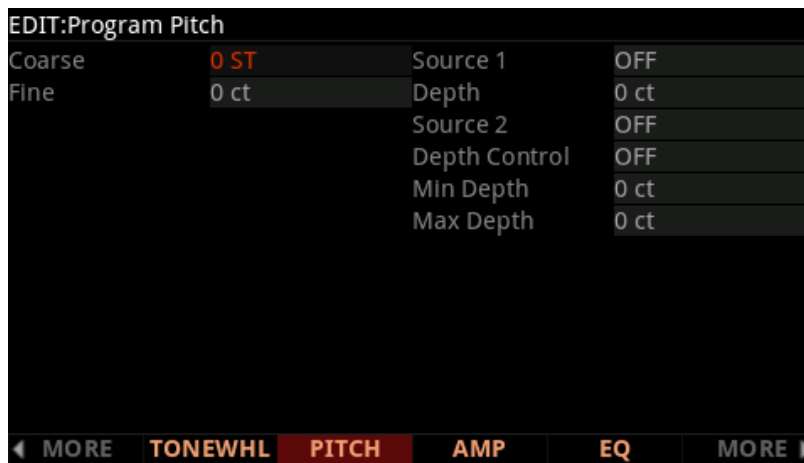 EDIT:Program Pitch
Coarse 0 ST Source 1 OFF
Fine 0 ct Depth 0 ct
Source 2 OFF
Depth Control OFF
Min Depth 0 ct
Max Depth 0 ct
MORE TONEWHL PITCH AMP EQ MORE